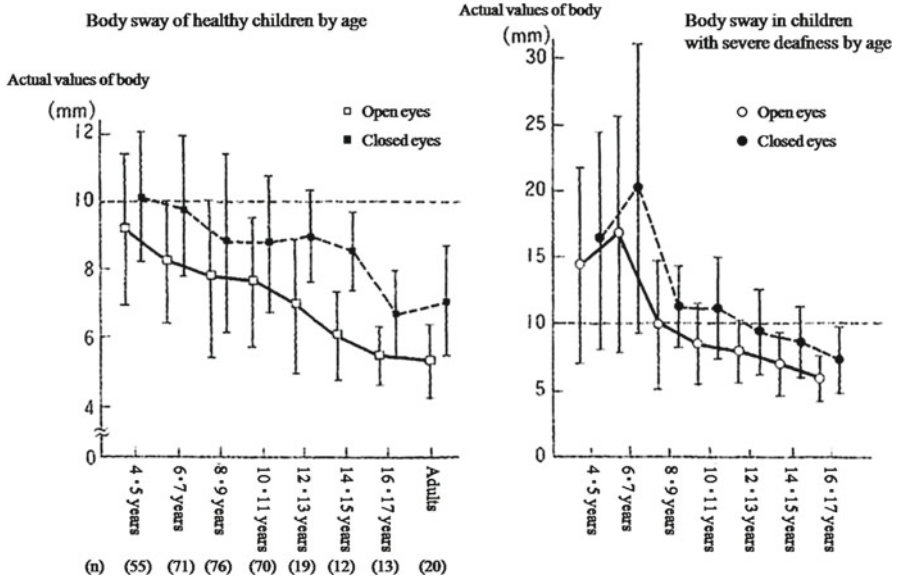 Body sway of healthy children by age
Actual values of body
(mm)
Open eyes
Closed eyes
12
10
8
6
4
0
4・5 years
6・7 years
8・9 years
10・11 years
12・13 years
14・15 years
16・17 years
Adults
(n) (55) (71) (76) (70) (19) (12) (13) (20)
Actual values of body
(mm)
Body sway in children
with severe deafness by age
Open eyes
Closed eyes
30
25
20
15
10
5
0
4・5 years
6・7 years
8・9 years
10・11 years
12・13 years
14・15 years
16・17 years